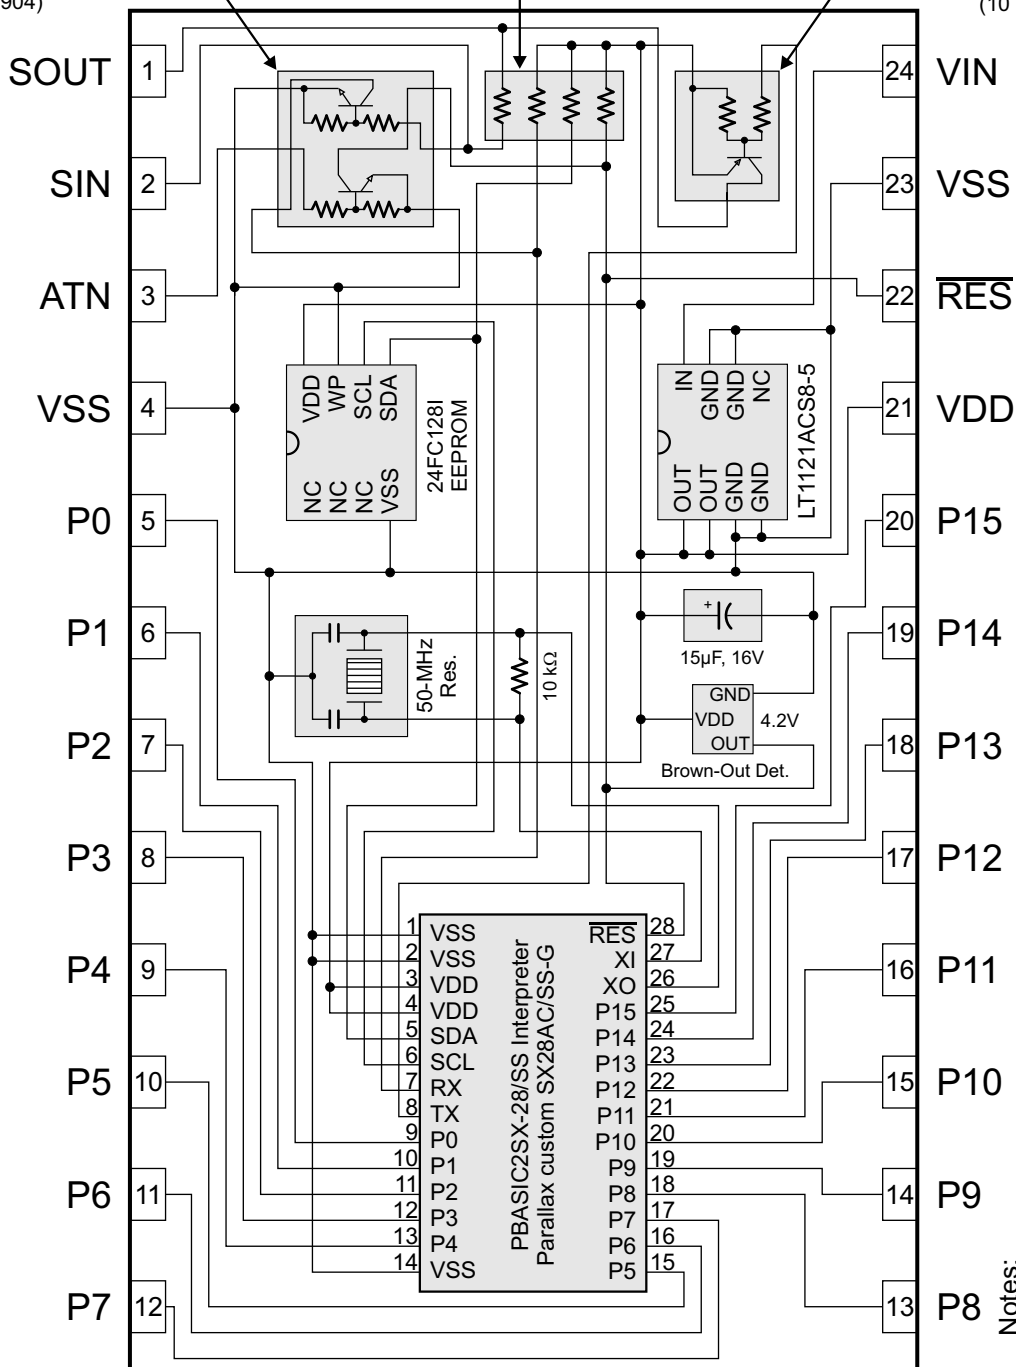 904)
(10
SOUT 1
SIN 2
ATN 3
VSS 4
P0 5
P1 6
P2 7
P3 8
P4 9
P5 10
P6 11
P7 12
24 VIN
23 VSS
22 RES
21 VDD
20 P15
19 P14
18 P13
17 P12
16 P11
15 P10
14 P9
13 P8
VDD
WP
SCL
SDA
NC
NC
NC
VSS
24FC128I
EEPROM
IN
GND
GND
NC
OUT
OUT
GND
GND
LT1121ACS8-5
50-MHz
Res.
10 kΩ
+
15µF, 16V
GND
VDD
OUT
4.2V
Brown-Out Det.
1 VSS
2 VSS
3 VDD
4 VDD
5 SDA
6 SCL
7 RX
8 TX
9 P0
10 P1
11 P2
12 P3
13 P4
14 VSS
PBASIC2SX-28/SS Interpreter
Parallax custom SX28AC/SS-G
RES 28
XI 27
XO 26
P15 25
P14 24
P13 23
P12 22
P11 21
P10 20
P9 19
P8 18
P7 17
P6 16
P5 15
Notes: